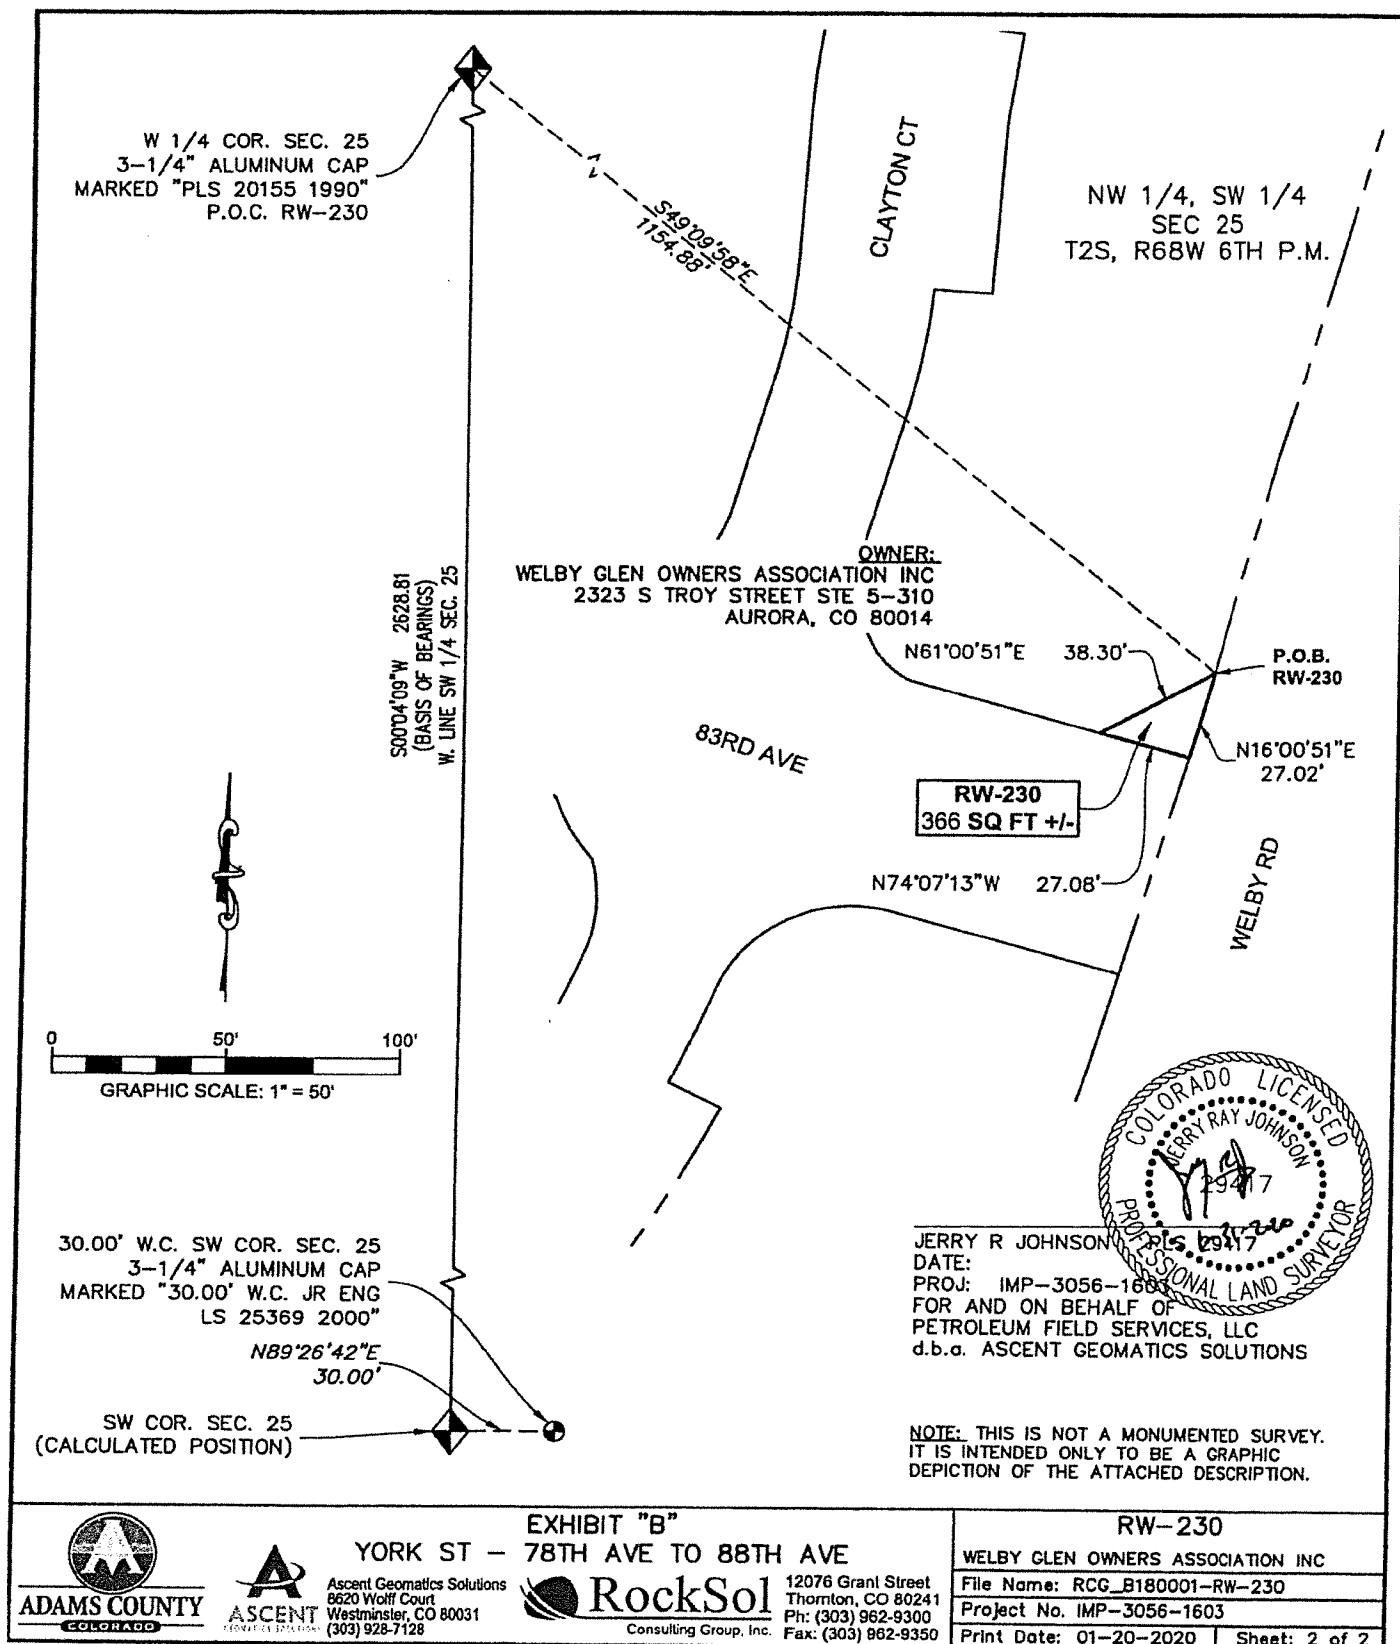 W 1/4 COR. SEC. 25
3-1/4" ALUMINUM CAP
MARKED "PLS 20155 1990"
P.O.C. RW-230
S49°09'58"E
1154.88'
CLAYTON CT
NW 1/4, SW 1/4
SEC 25
T2S, R68W 6TH P.M.
S00°04'09"W 2628.81
(BASIS OF BEARINGS)
W. LINE SW 1/4 SEC. 25
OWNER:
WELBY GLEN OWNERS ASSOCIATION INC
2323 S TROY STREET STE 5-310
AURORA, CO 80014
N61°00'51"E 38.30'
P.O.B.
RW-230
83RD AVE
N16°00'51"E
27.02'
RW-230
366 SQ FT +/-
N74°07'13"W 27.08'
WELBY RD
0 50' 100'
GRAPHIC SCALE: 1" = 50'
COLORADO LICENSED
JERRY RAY JOHNSON
29417
PROFESSIONAL LAND SURVEYOR
30.00' W.C. SW COR. SEC. 25
3-1/4" ALUMINUM CAP
MARKED "30.00' W.C. JR ENG
LS 25369 2000"
N89°26'42"E
30.00'
SW COR. SEC. 25
(CALCULATED POSITION)
JERRY R JOHNSON PLS 29417
DATE:
PROJ: IMP-3056-1603
FOR AND ON BEHALF OF
PETROLEUM FIELD SERVICES, LLC
d.b.a. ASCENT GEOMATICS SOLUTIONS
NOTE: THIS IS NOT A MONUMENTED SURVEY.
IT IS INTENDED ONLY TO BE A GRAPHIC
DEPICTION OF THE ATTACHED DESCRIPTION.
ADAMS COUNTY
COLORADO
EXHIBIT "B"
YORK ST - 78TH AVE TO 88TH AVE
ASCENT
GEOMATICS SOLUTIONS
Ascent Geomatics Solutions
8620 Wolff Court
Westminster, CO 80031
(303) 928-7128
RockSol
Consulting Group, Inc.
12076 Grant Street
Thornton, CO 80241
Ph: (303) 962-9300
Fax: (303) 962-9350
RW-230
WELBY GLEN OWNERS ASSOCIATION INC
File Name: RCG_B180001-RW-230
Project No. IMP-3056-1603
Print Date: 01-20-2020 Sheet: 2 of 2